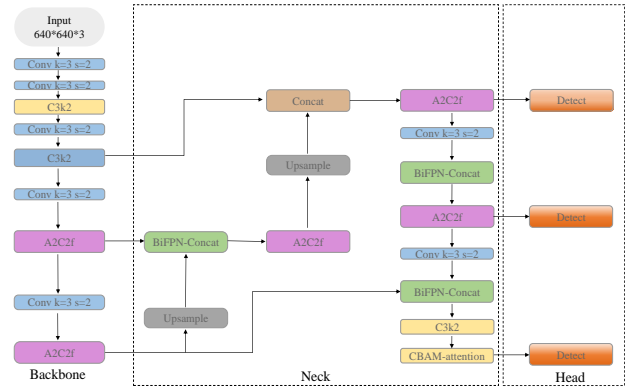 Input
640*640*3
Conv k=3 s=2
Conv k=3 s=2
C3k2
Conv k=3 s=2
C3k2
Conv k=3 s=2
A2C2f
Conv k=3 s=2
A2C2f
Backbone
Concat
Upsample
BiFPN-Concat
A2C2f
Upsample
A2C2f
Conv k=3 s=2
BiFPN-Concat
A2C2f
Conv k=3 s=2
BiFPN-Concat
C3k2
CBAM-attention
Neck
Detect
Detect
Detect
Head